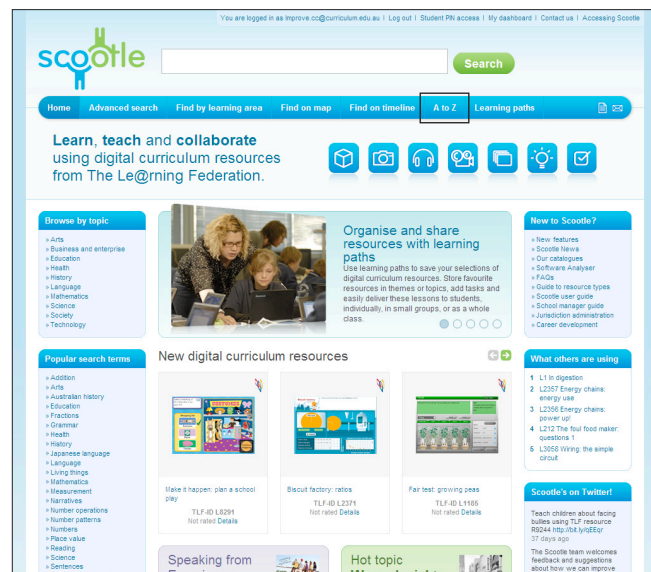 You are logged in as improve.cc@curriculum.edu.au | Log out | Student PIN access | My dashboard | Contact us | Accessing Scootle
scootle
Search
Home Advanced search Find by learning area Find on map Find on timeline A to Z Learning paths
Learn, teach and collaborate
using digital curriculum resources
from The Le@rning Federation.
Browse by topic
» Arts
» Business and enterprise
» Education
» Health
» History
» Language
» Mathematics
» Science
» Society
» Technology
Organise and share
resources with learning
paths
Use learning paths to save your selections of
digital curriculum resources. Store favourite
resources in themes or topics, add tasks and
easily deliver these lessons to students,
individually, in small groups, or as a whole
class.
New to Scootle?
» New features
» Scootle News
» Our catalogues
» Software Analyser
» FAQs
» Guide to resource types
» Scootle user guide
» School manager guide
» Jurisdiction administration
» Career development
Popular search terms
» Addition
» Arts
» Australian history
» Education
» Fractions
» Grammar
» Health
» History
» Japanese language
» Language
» Living things
» Mathematics
» Measurement
» Narratives
» Number operations
» Number patterns
» Numbers
» Place value
» Reading
» Science
» Sentences
New digital curriculum resources
Make it happen: plan a school
play
TLF-ID L8291
Not rated Details
Biscuit factory: ratios
TLF-ID L2371
Not rated Details
Fair test: growing peas
TLF-ID L1185
Not rated Details
Speaking from
Hot topic
What others are using
1 L1 In digestion
2 L2357 Energy chains:
energy use
3 L2356 Energy chains:
power up!
4 L212 The foul food maker:
questions 1
5 L3058 Wiring: the simple
circuit
Scootle's on Twitter!
Teach children about facing
bullies using TLF resource
R9244 http://bit.ly/qEEqr
37 days ago
The Scootle team welcomes
feedback and suggestions
about how we can improve